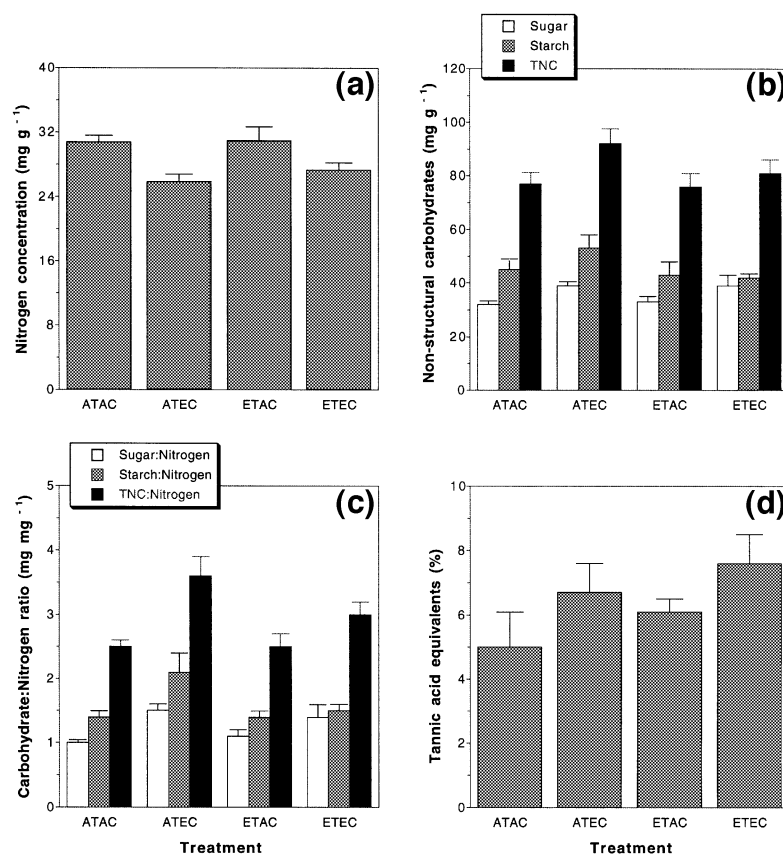 (a)
Nitrogen concentration (mg g -1)
40
32
24
16
8
0
ATAC ATEC ETAC ETEC
Sugar
Starch
TNC
(b)
Non-structural carbohydrates (mg g -1)
120
100
80
60
40
20
0
ATAC ATEC ETAC ETEC
Sugar:Nitrogen
Starch:Nitrogen
TNC:Nitrogen
(c)
Carbohydrate:Nitrogen ratio (mg mg -1)
5
4
3
2
1
0
ATAC ATEC ETAC ETEC
Treatment
(d)
Tannic acid equivalents (%)
10
8
6
4
2
0
ATAC ATEC ETAC ETEC
Treatment